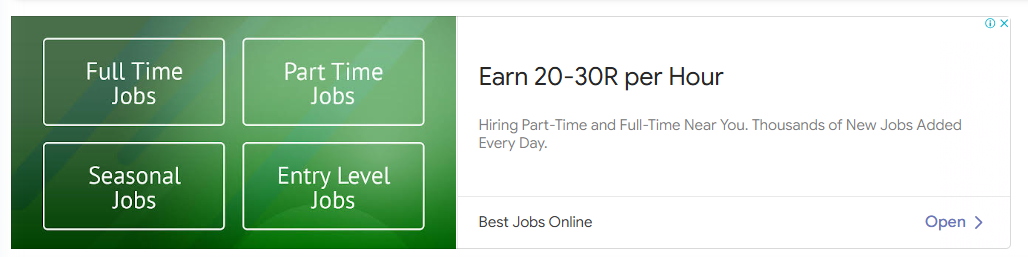 Full Time
Jobs
Part Time
Jobs
Seasonal
Jobs
Entry Level
Jobs
Earn 20-30R per Hour
Hiring Part-Time and Full-Time Near You. Thousands of New Jobs Added
Every Day.
Best Jobs Online
Open